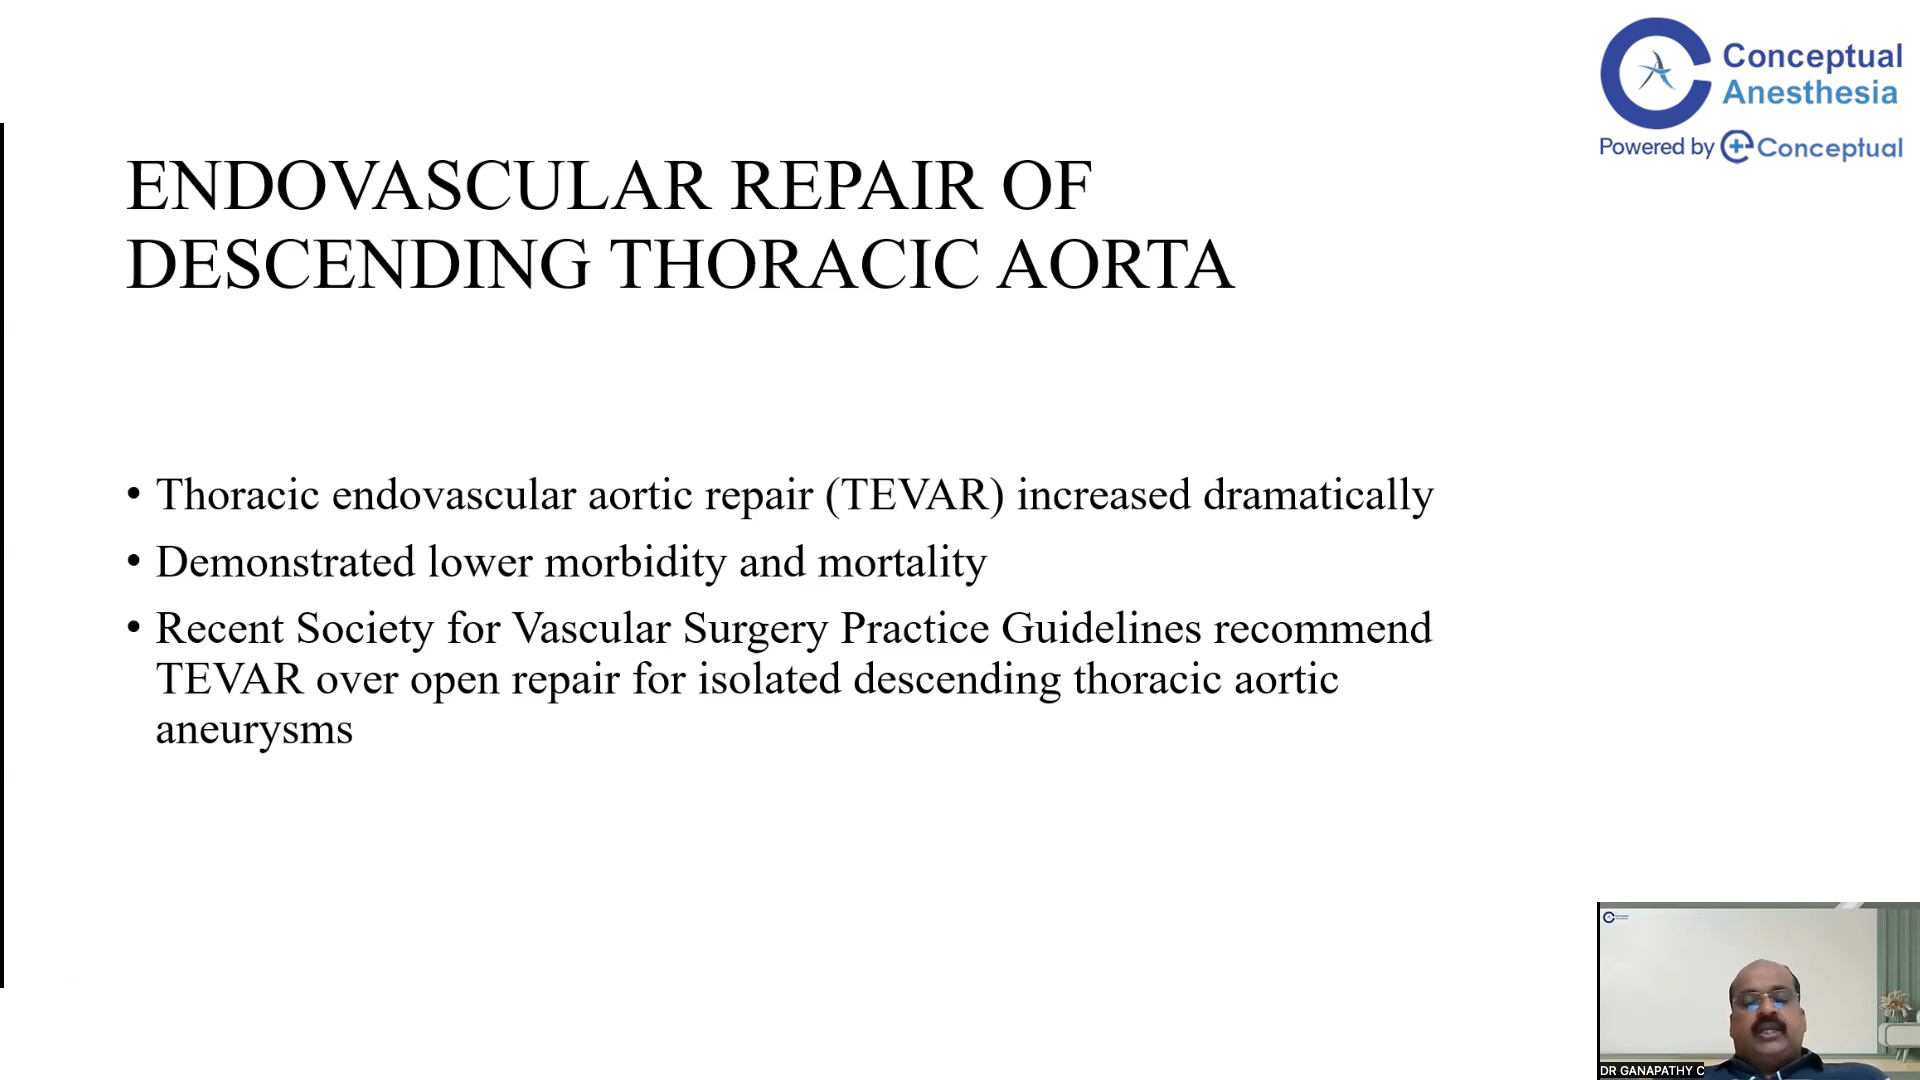 Conceptual
Anesthesia
Powered by Conceptual
ENDOVASCULAR REPAIR OF
DESCENDING THORACIC AORTA
• Thoracic endovascular aortic repair (TEVAR) increased dramatically
• Demonstrated lower morbidity and mortality
• Recent Society for Vascular Surgery Practice Guidelines recommend
TEVAR over open repair for isolated descending thoracic aortic
aneurysms
DR GANAPATHY C